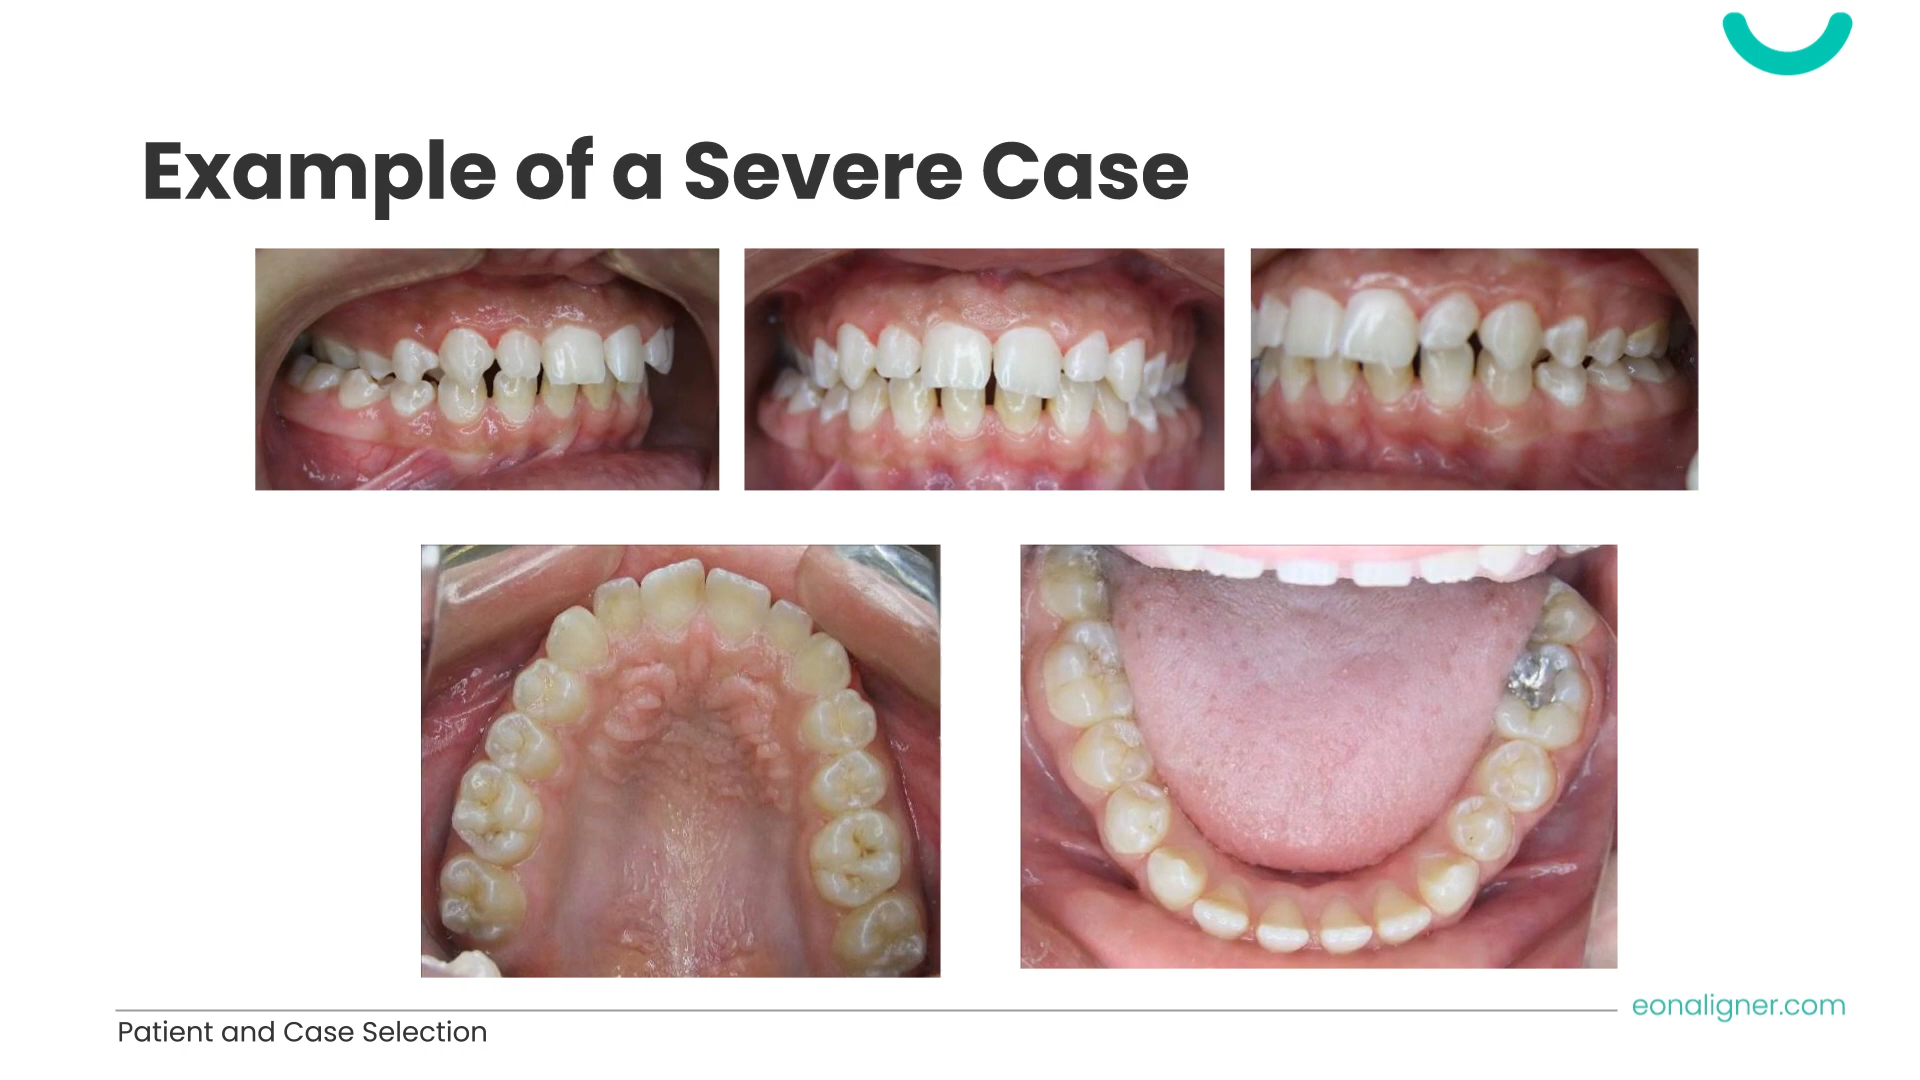 Example of a Severe Case
Patient and Case Selection
eonaligner.com